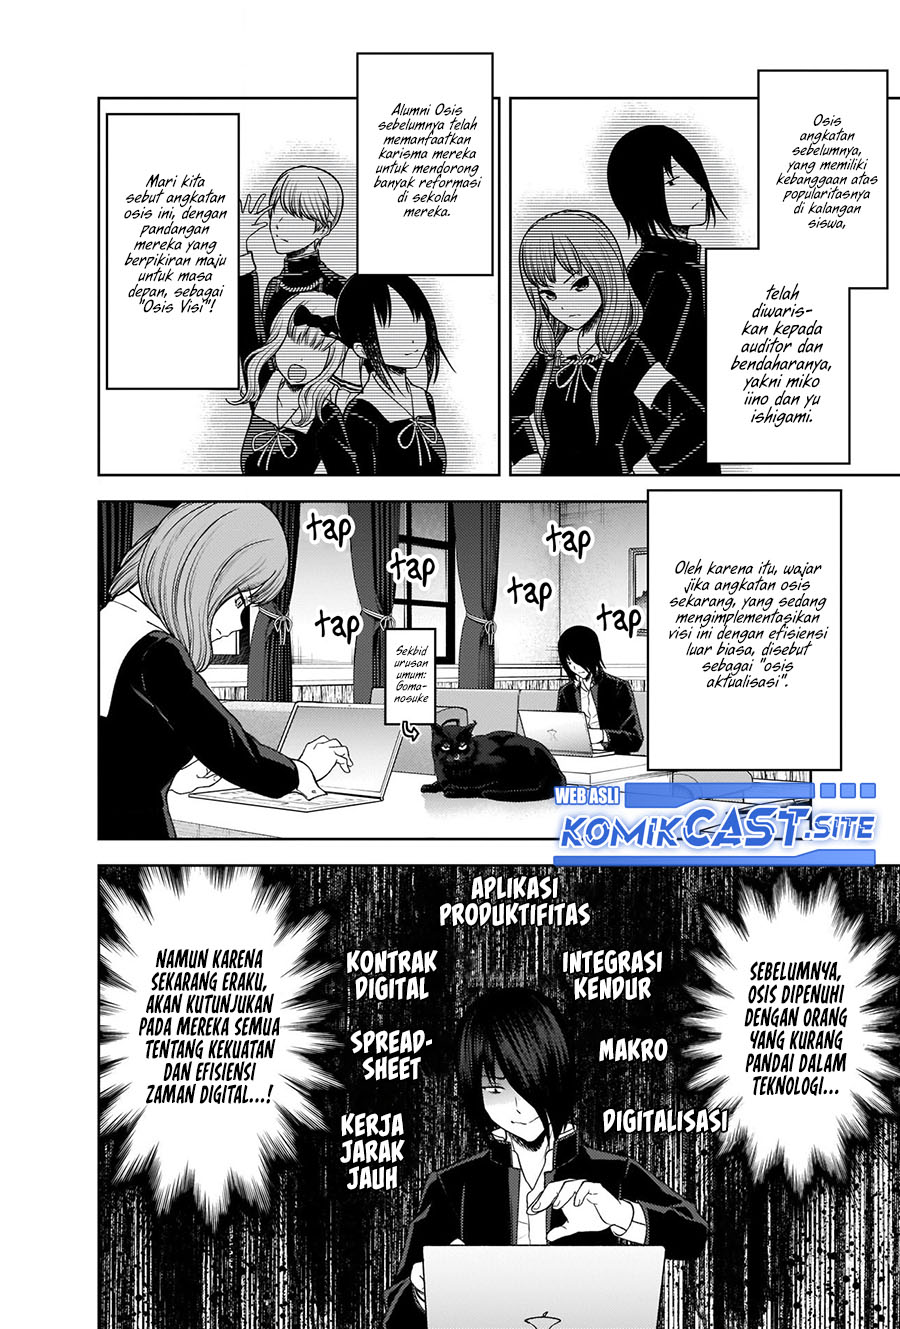 Osis
angkatan
sebelumnya,
yang memiliki
kebanggaan atas
popularitasnya
di kalangan
siswa,
telah
diwaris-
kan kepada
auditor dan
bendaharanya,
yakni miko
iino dan yu
ishigami.
Alumni Osis
sebelumnya telah
memanfaatkan
karisma mereka
untuk mendorong
banyak reformasi
di sekolah
mereka.
Mari kita
sebut angkatan
osis ini, dengan
pandangan
mereka yang
berpikiran maju
untuk masa
depan, sebagai
"Osis Visi"!
Oleh karena itu, wajar
jika angkatan osis
sekarang, yang sedang
mengimplementasikan
visi ini dengan efisiensi
luar biasa, disebut
sebagai "osis
aktualisasi".
tap
tap
tap
tap
tap
tap
Sekbid
urusan
umum:
Goma-
nosuke
WEB ASLI
KOMIKCAST.SITE
SEBELUMNYA,
OSIS DIPENUHI
DENGAN ORANG
YANG KURANG
PANDAI DALAM
TEKNOLOGI...
APLIKASI
PRODUKTIFITAS
INTEGRASI
KENDUR
MAKRO
DIGITALISASI
KONTRAK
DIGITAL
SPREAD-
SHEET
KERJA
JARAK
JAUH
NAMUN KARENA
SEKARANG ERAKU,
AKAN KUTUNJUKAN
PADA MEREKA SEMUA
TENTANG KEKUATAN
DAN EFISIENSI
ZAMAN DIGITAL...!